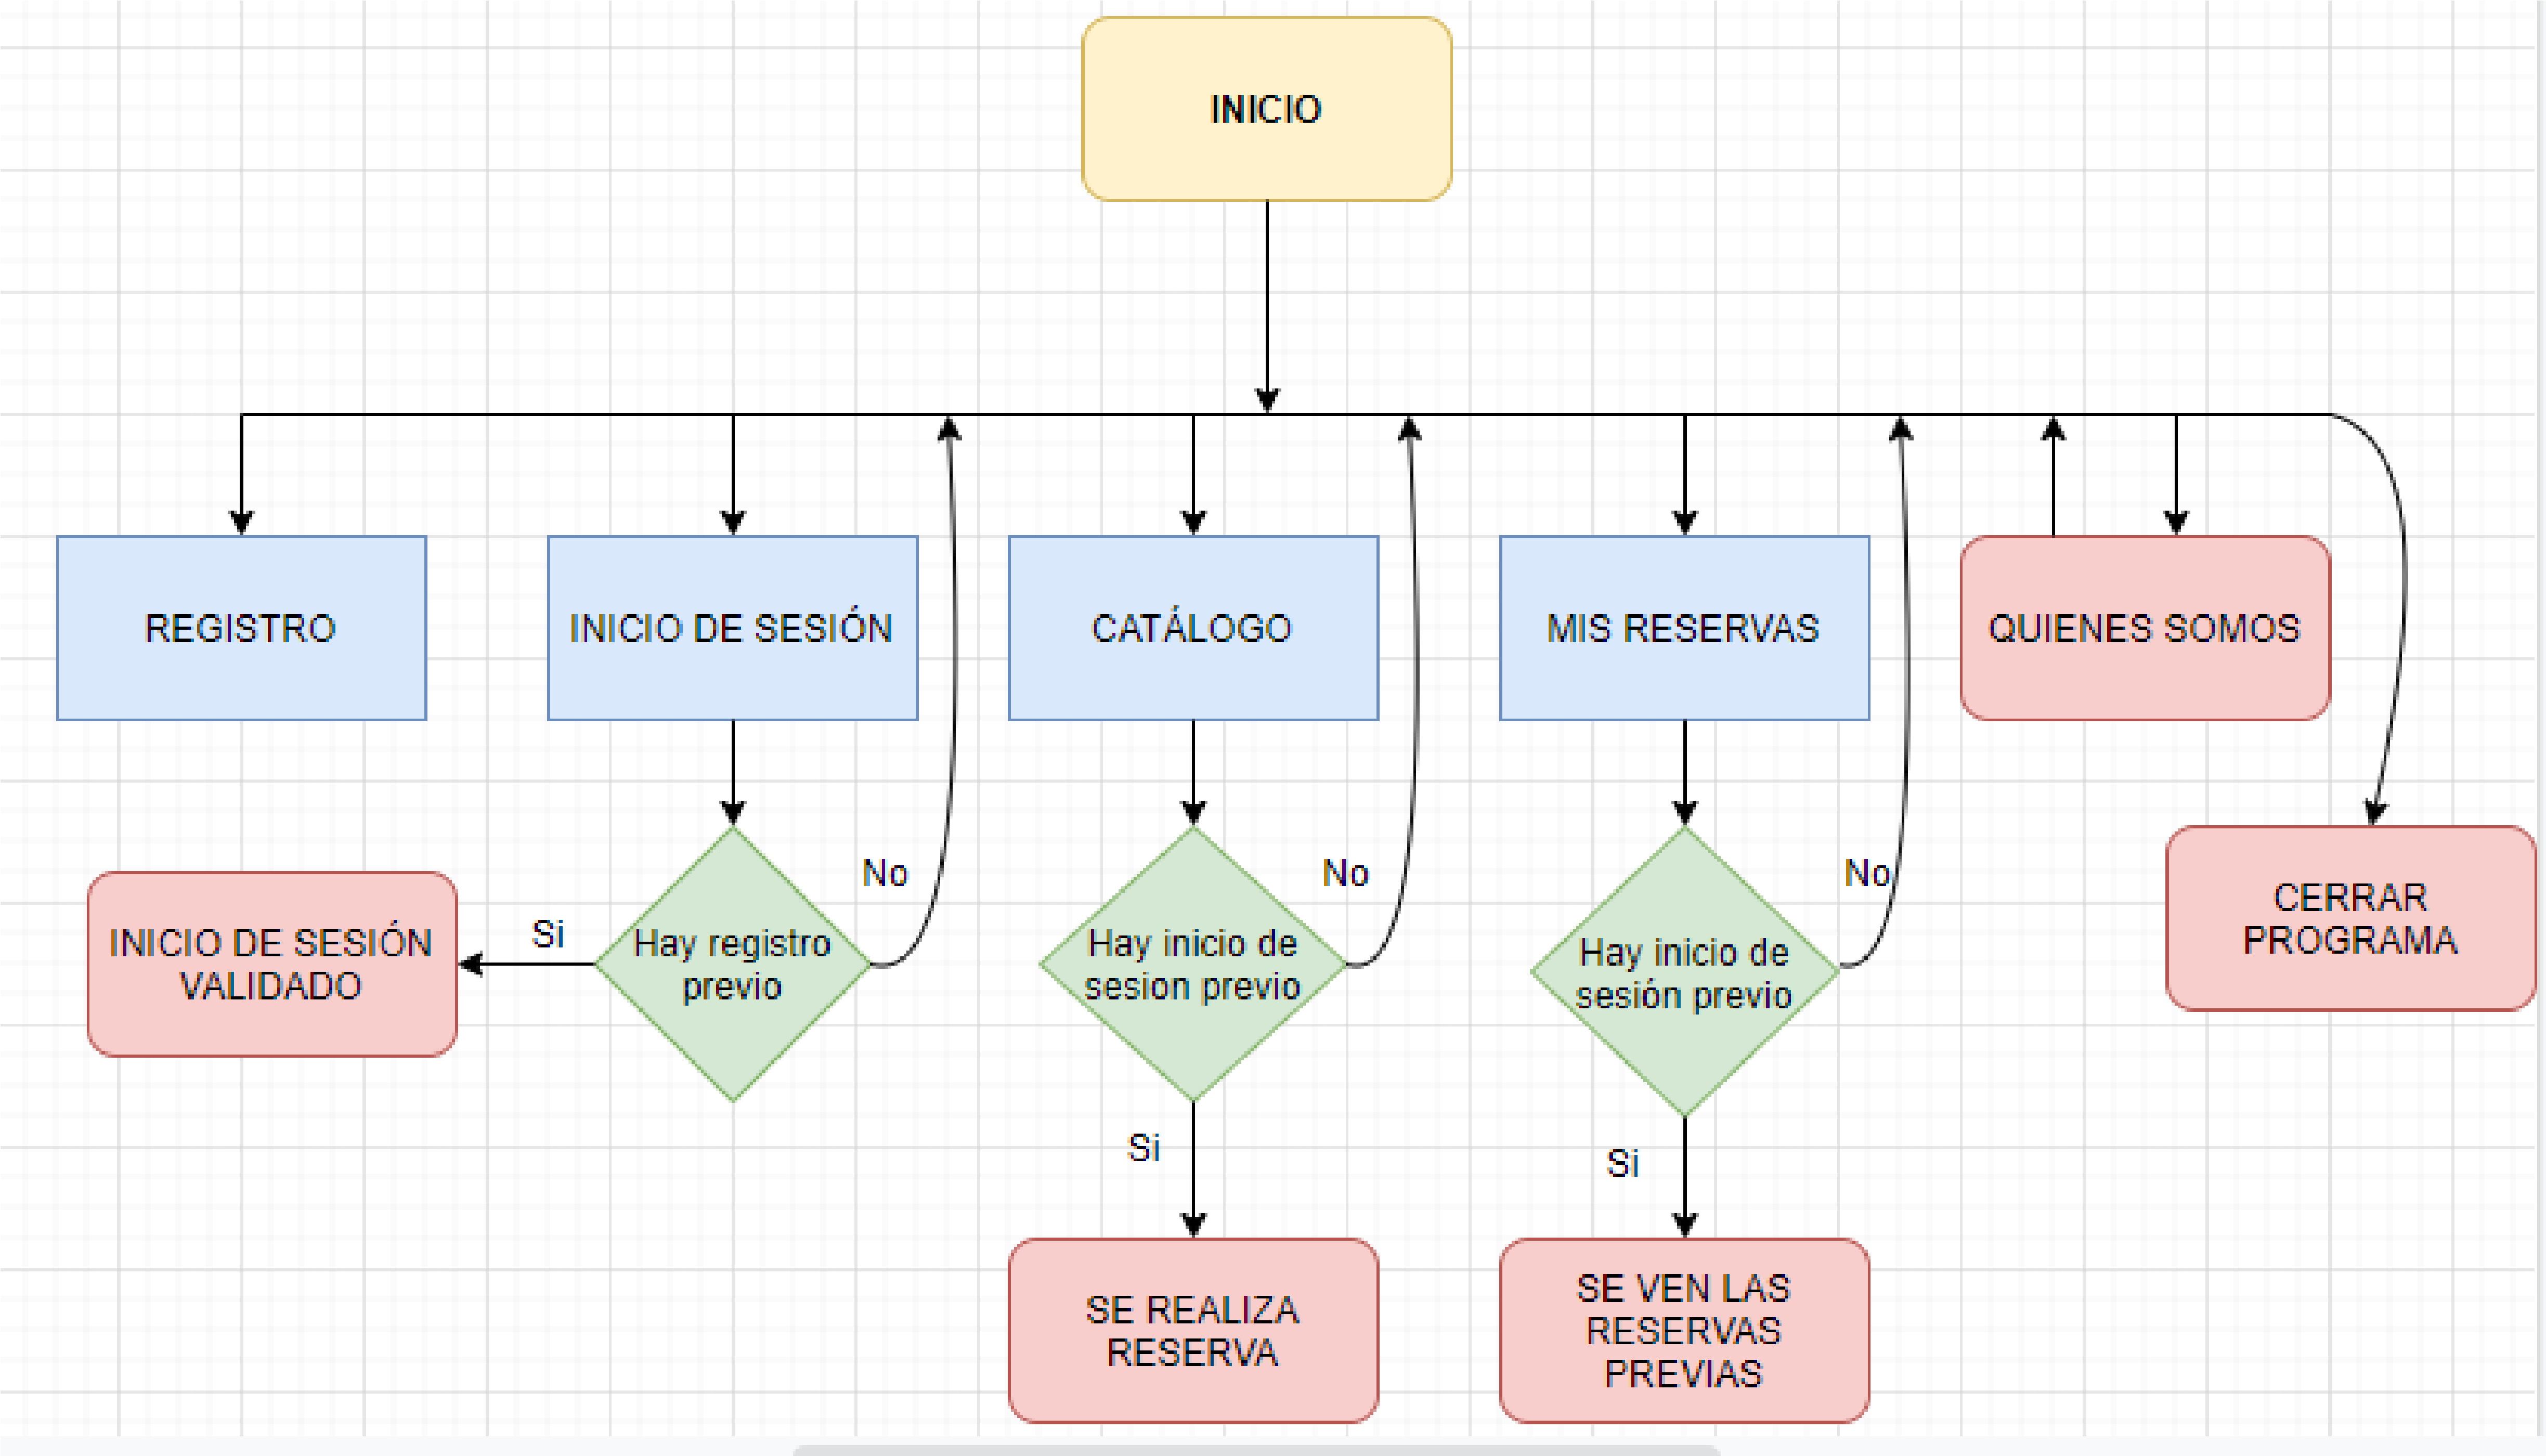 INICIO
REGISTRO
INICIO DE SESIÓN
CATÁLOGO
MIS RESERVAS
QUIENES SOMOS
No
No
No
CERRAR
PROGRAMA
INICIO DE SESIÓN
VALIDADO
Si
Hay registro
previo
Hay inicio de
sesion previo
Hay inicio de
sesión previo
Si
Si
SE REALIZA
RESERVA
SE VEN LAS
RESERVAS
PREVIAS